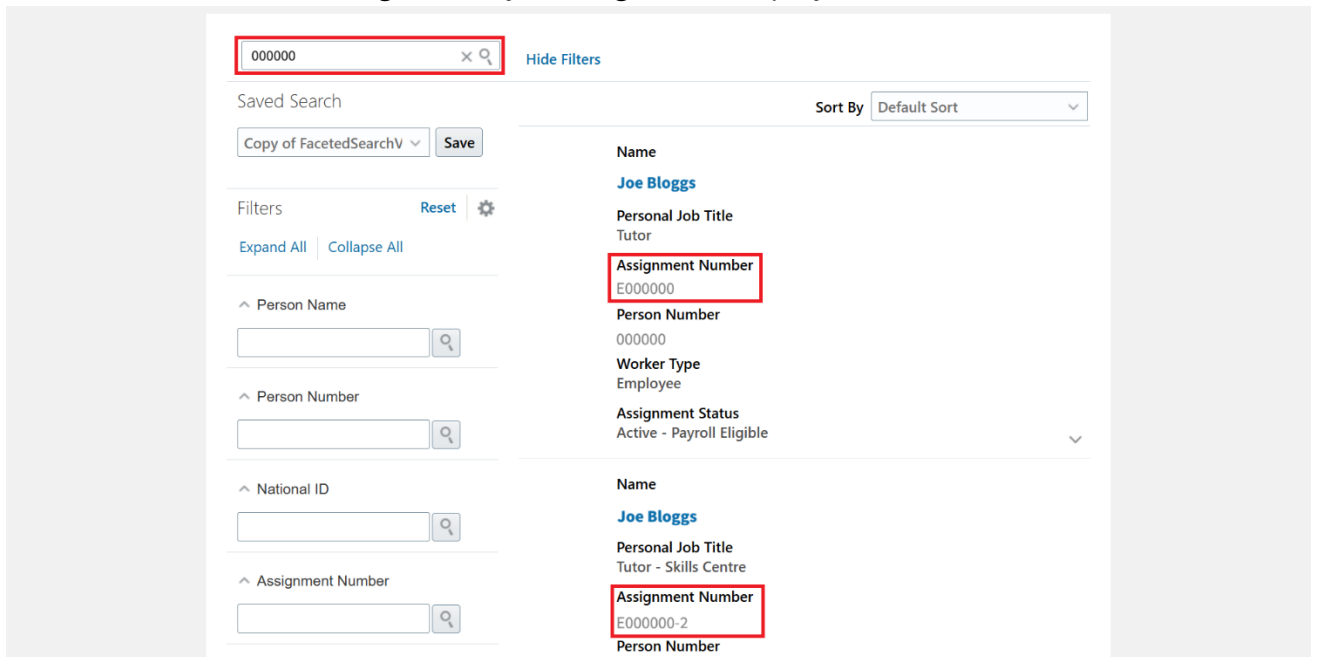 000000
Hide Filters
Saved Search
Sort By Default Sort
Copy of FacetedSearchV Save
Filters Reset
Expand All Collapse All
Person Name
Person Number
National ID
Assignment Number
Name
Joe Bloggs
Personal Job Title
Tutor
Assignment Number
E000000
Person Number
000000
Worker Type
Employee
Assignment Status
Active - Payroll Eligible
Name
Joe Bloggs
Personal Job Title
Tutor - Skills Centre
Assignment Number
E000000-2
Person Number